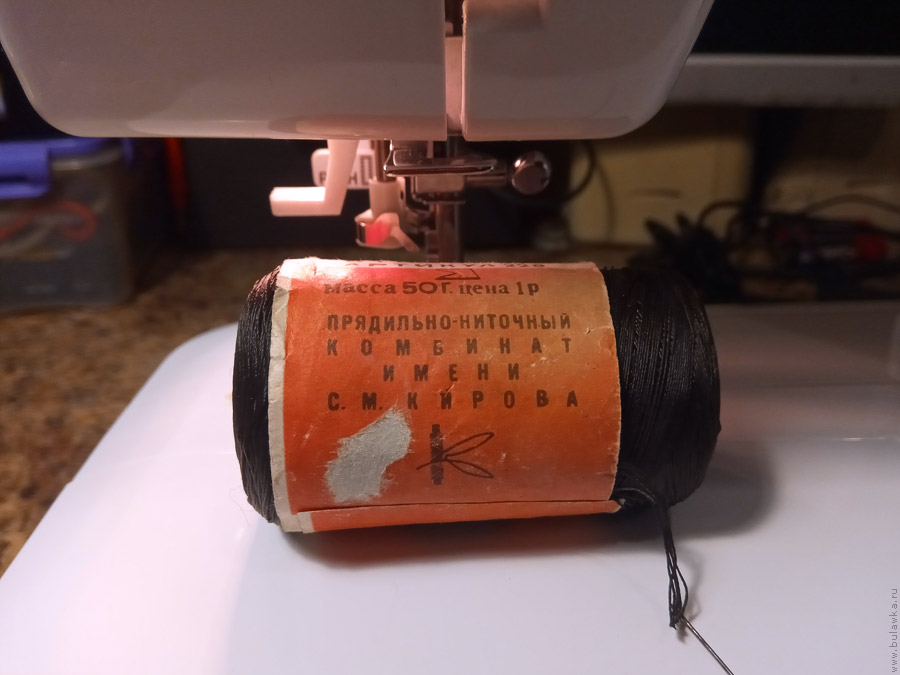 масса 50г. цена 1р
ПРЯДИЛЬНО-НИТОЧНЫЙ
КОМБИНАТ
ИМЕНИ
С. М. КИРОВА
К
www.bulawka.ru